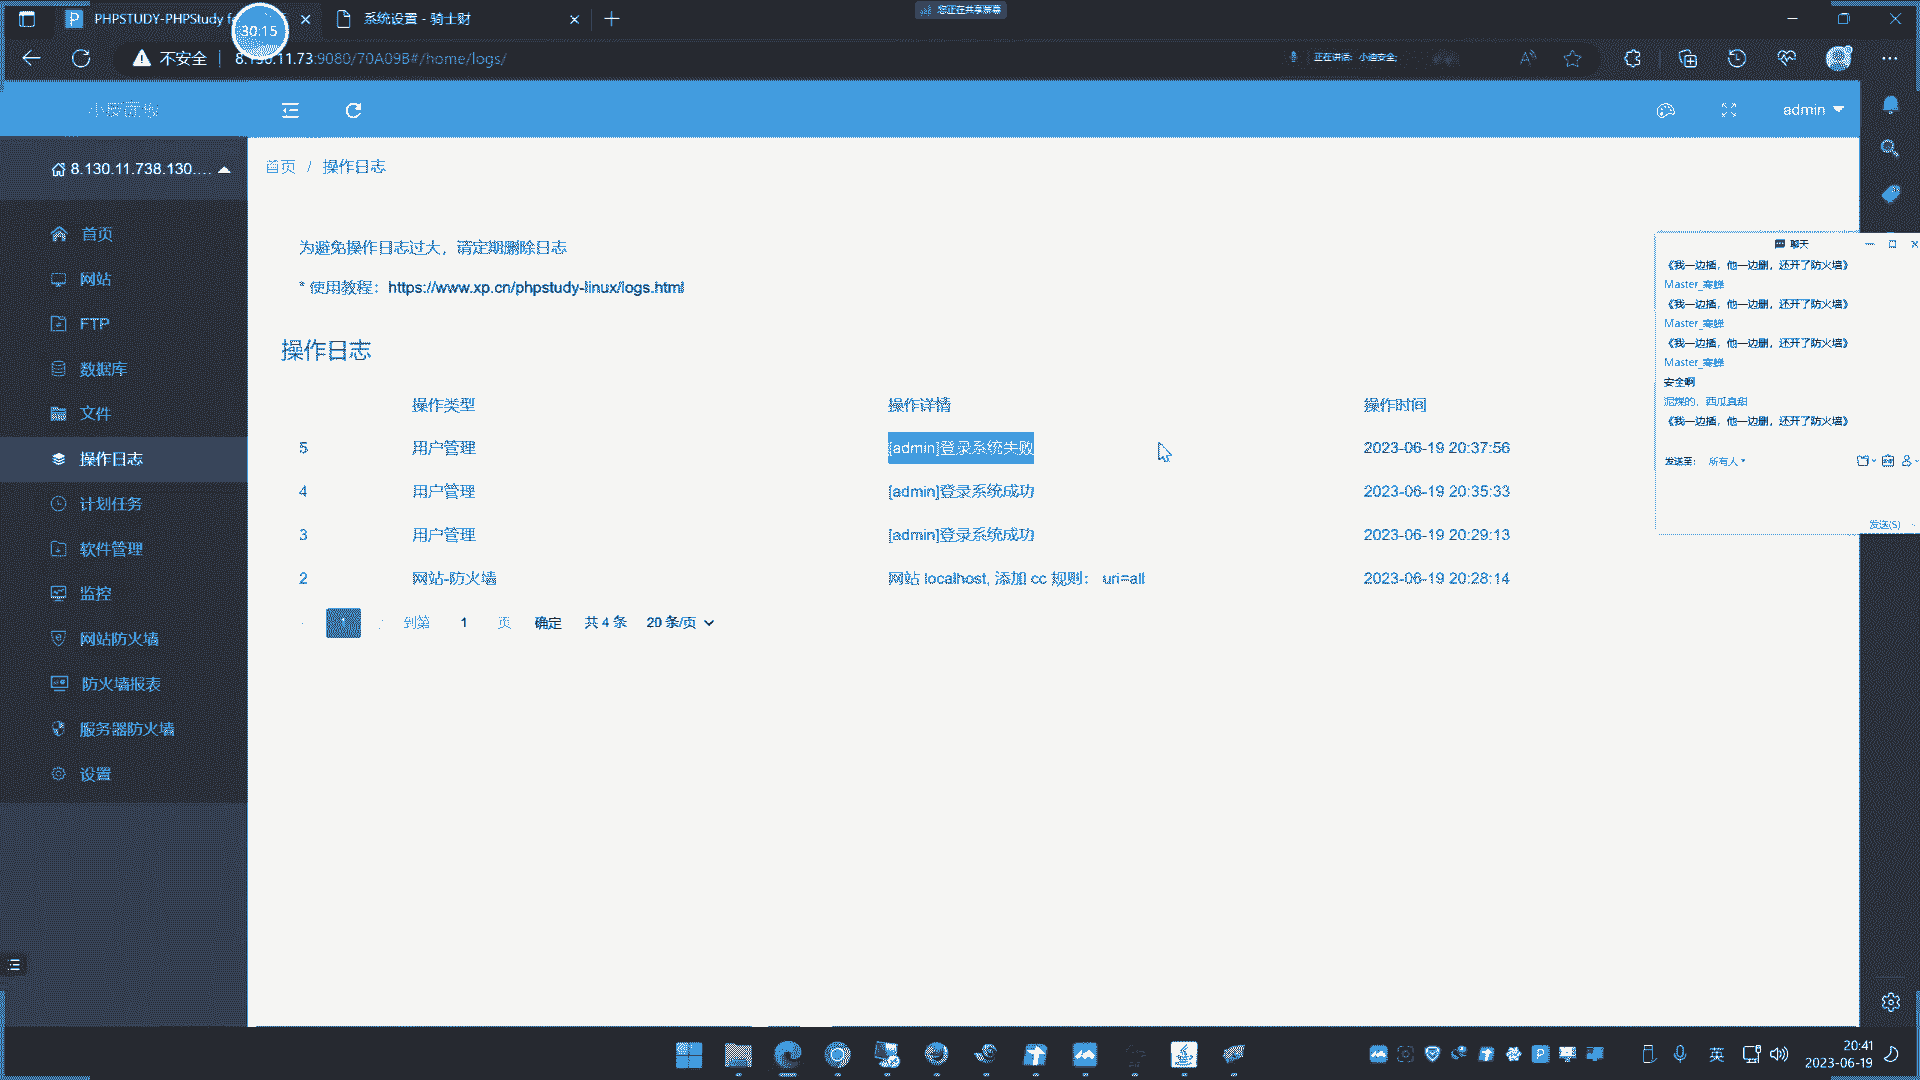 您正在共享屏幕
PHPSTUDY-PHPStudy
系统设置 - 骑士财
30:15
不安全
8.130.11.73:9080/70A09B#/home/logs/
正在讲话: 小迪安全;
小皮面板
admin
8.130.11.738.130....
首页 / 操作日志
首页
网站
FTP
数据库
文件
操作日志
计划任务
软件管理
监控
网站防火墙
防火墙报表
服务器防火墙
设置
为避免操作日志过大，请定期删除日志
* 使用教程：https://www.xp.cn/phpstudy-linux/logs.html
操作日志
操作类型 操作详情 操作时间
5 用户管理 [admin]登录系统失败 2023-06-19 20:37:56
4 用户管理 [admin]登录系统成功 2023-06-19 20:35:33
3 用户管理 [admin]登录系统成功 2023-06-19 20:29:13
2 网站-防火墙 网站 localhost, 添加 cc 规则： uri=all 2023-06-19 20:28:14
1 到第 1 页 确定 共 4 条 20 条/页
聊天
《我一边插，他一边删，还开了防火墙》
Master_寒蝉
《我一边插，他一边删，还开了防火墙》
Master_寒蝉
《我一边插，他一边删，还开了防火墙》
Master_寒蝉
安全啊
《我一边插，他一边删，还开了防火墙》
发送至: 所有人
发送(S)
英
20:41
2023-06-19